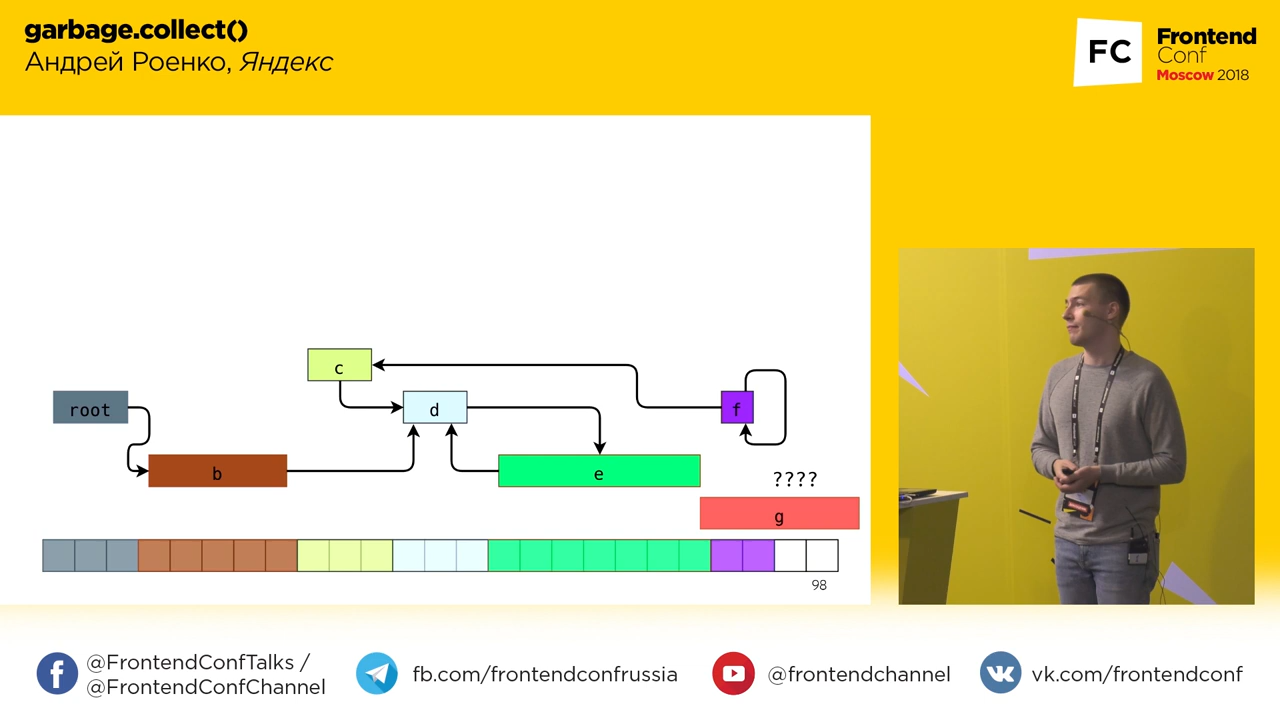 garbage.collect()
Андрей Роенко, Яндекс
FC
Frontend
Conf
Moscow 2018
c
root
d
f
b
e
????
g
98
@FrontendConfTalks /
@FrontendConfChannel
fb.com/frontendconfrussia
@frontendchannel
vk.com/frontendconf